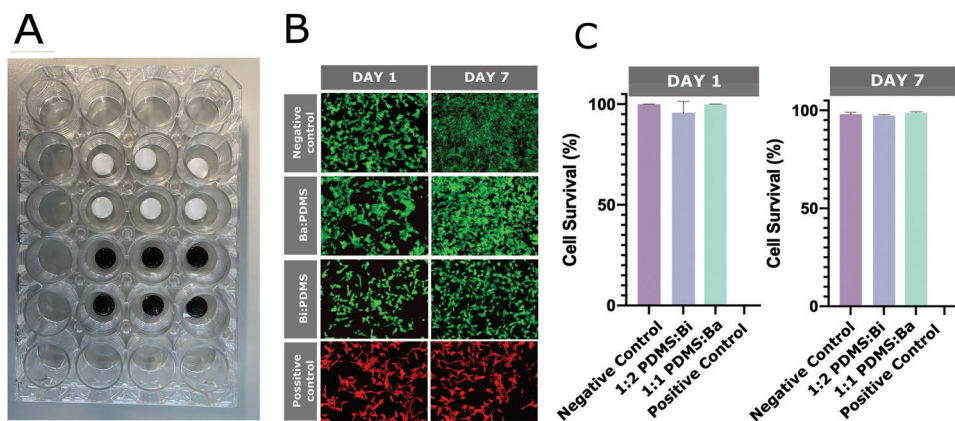 A
B
C
DAY 1
DAY 7
Negative
control
Ba:PDMS
Bi:PDMS
Possitive
control
DAY 1
Cell Survival (%)
100
50
0
Negative Control
1:2 PDMS:Bi
1:1 PDMS:Ba
Positive Control
DAY 7
Cell Survival (%)
100
50
0
Negative Control
1:2 PDMS:Bi
1:1 PDMS:Ba
Positive Control